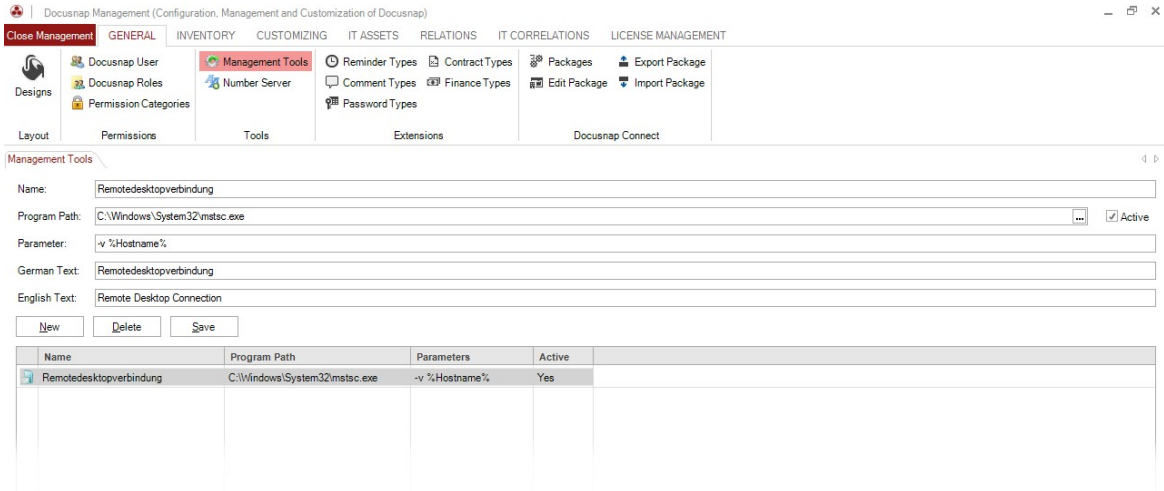 Docusnap Management (Configuration, Management and Customization of Docusnap)
Close Management GENERAL INVENTORY CUSTOMIZING IT ASSETS RELATIONS IT CORRELATIONS LICENSE MANAGEMENT
Designs
Layout
Docusnap User
Docusnap Roles
Permission Categories
Permissions
Management Tools
Number Server
Tools
Reminder Types Contract Types
Comment Types Finance Types
Password Types
Extensions
Packages Export Package
Edit Package Import Package
Docusnap Connect
Management Tools
Name: Remotedesktopverbindung
Program Path: C:\Windows\System32\mstsc.exe ... Active
Parameter: -v %Hostname%
German Text: Remotedesktopverbindung
English Text: Remote Desktop Connection
New Delete Save
Name Program Path Parameters Active
Remotedesktopverbindung C:\Windows\System32\mstsc.exe -v %Hostname% Yes